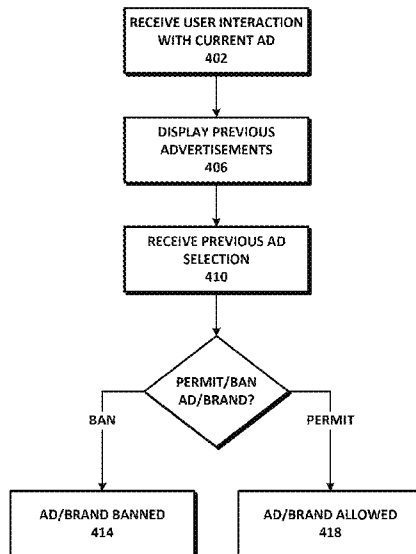 RECEIVE USER INTERACTION
WITH CURRENT AD
402
DISPLAY PREVIOUS
ADVERTISEMENTS
406
RECEIVE PREVIOUS AD
SELECTION
410
PERMIT/BAN
AD/BRAND?
BAN
PERMIT
AD/BRAND BANNED
414
AD/BRAND ALLOWED
418